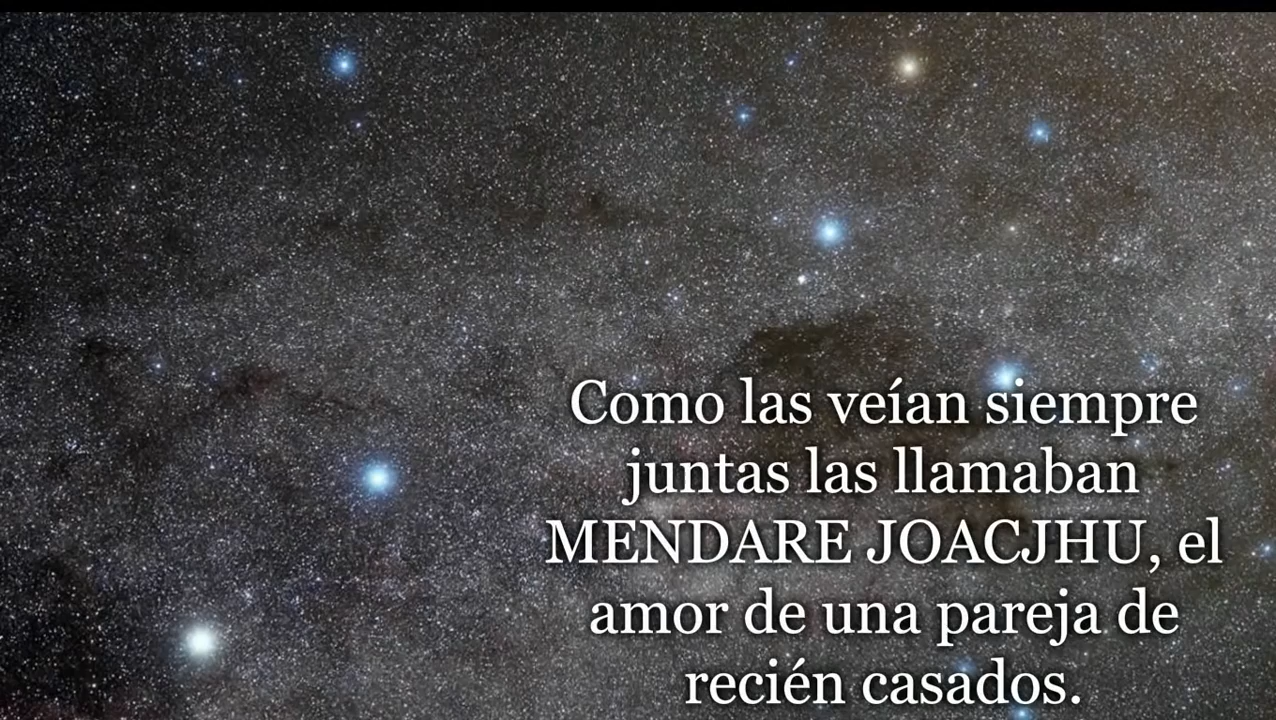 Como las veían siempre
juntas las llamaban
MENDARE JOACJHU, el
amor de una pareja de
recién casados.